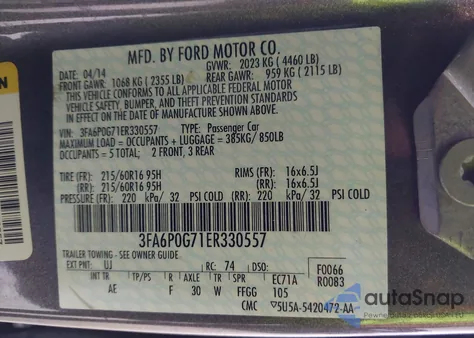 MFD. BY FORD MOTOR CO.
DATE: 04/14 GVWR: 2023 KG ( 4460 LB)
FRONT GAWR: 1068 KG ( 2355 LB) REAR GAWR: 959 KG ( 2115 LB)
THIS VEHICLE CONFORMS TO ALL APPLICABLE FEDERAL MOTOR
VEHICLE SAFETY, BUMPER, AND THEFT PREVENTION STANDARDS IN
EFFECT ON THE DATE OF MANUFACTURE SHOWN ABOVE.
VIN: 3FA6P0G71ER330557 TYPE: Passenger Car
MAXIMUM LOAD = OCCUPANTS + LUGGAGE = 385KG/ 850LB
OCCUPANTS = 5 TOTAL: 2 FRONT, 3 REAR
TIRE (FR): 215/60R16 95H RIMS (FR): 16x6.5J
(RR): 215/60R16 95H (RR): 16x6.5J
PRESSURE (FR): 220 kPa/ 32 PSI COLD (RR): 220 kPa/ 32 PSI COLD
3FA6P0G71ER330557
TRAILER TOWING - SEE OWNER GUIDE.
EXT PNT: UJ RC: 74 DSO: F0066
INT TR TP/PS R AXLE TR SPR EC71A R0083
AE F 30 W FFGG 105
CMC 5U5A-5420472-AA
autoSnap